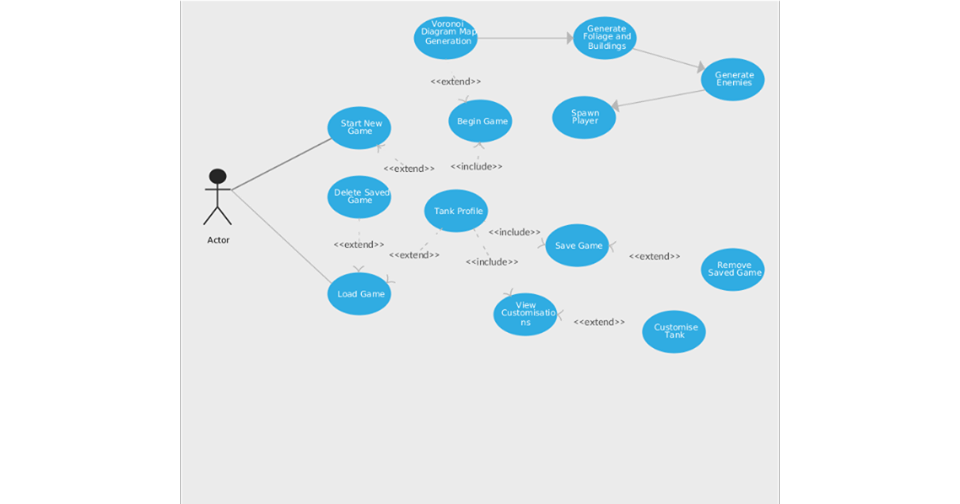 Voronoi
Diagram Map
Generation
Generate
Foliage and
Buildings
Generate
Enemies
<<extend>>
Spawn
Player
Begin Game
Start New
Game
<<include>>
<<extend>>
Delete Saved
Game
Tank Profile
Actor
<<include>>
<<extend>>
Save Game
<<extend>>
<<extend>>
<<include>>
Remove
Saved Game
Load Game
View
Customisatio
ns
<<extend>>
Customise
Tank